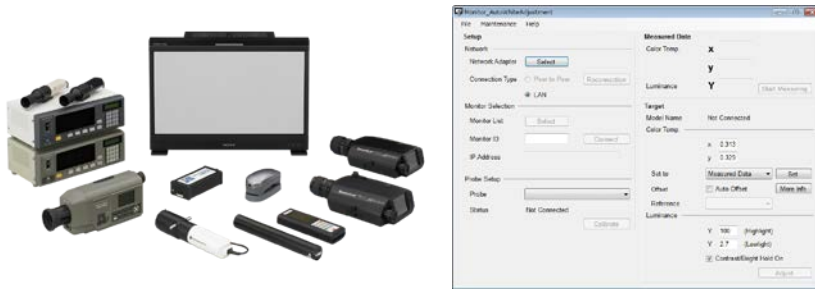 Monitor_AutoWhiteAdjustment
File Maintenance Help
Setup
Network
Network Adapter Select
Connection Type Peer to Peer Reconnection
LAN
Monitor Selection
Monitor List Select
Monitor ID Connect
IP Address
Probe Setup
Probe
Status Not Connected
Calibrate
Measured Data
Color Temp. x
y
Luminance Y Start Measuring
Target
Model Name Not Connected
Color Temp.
x 0.313
y 0.329
Set to Measured Data Set
Offset Auto Offset More info
Reference
Luminance
Y 100 (Highlight)
Y 2.7 (Lowlight)
Contrast/Bright Hold On
Adjust